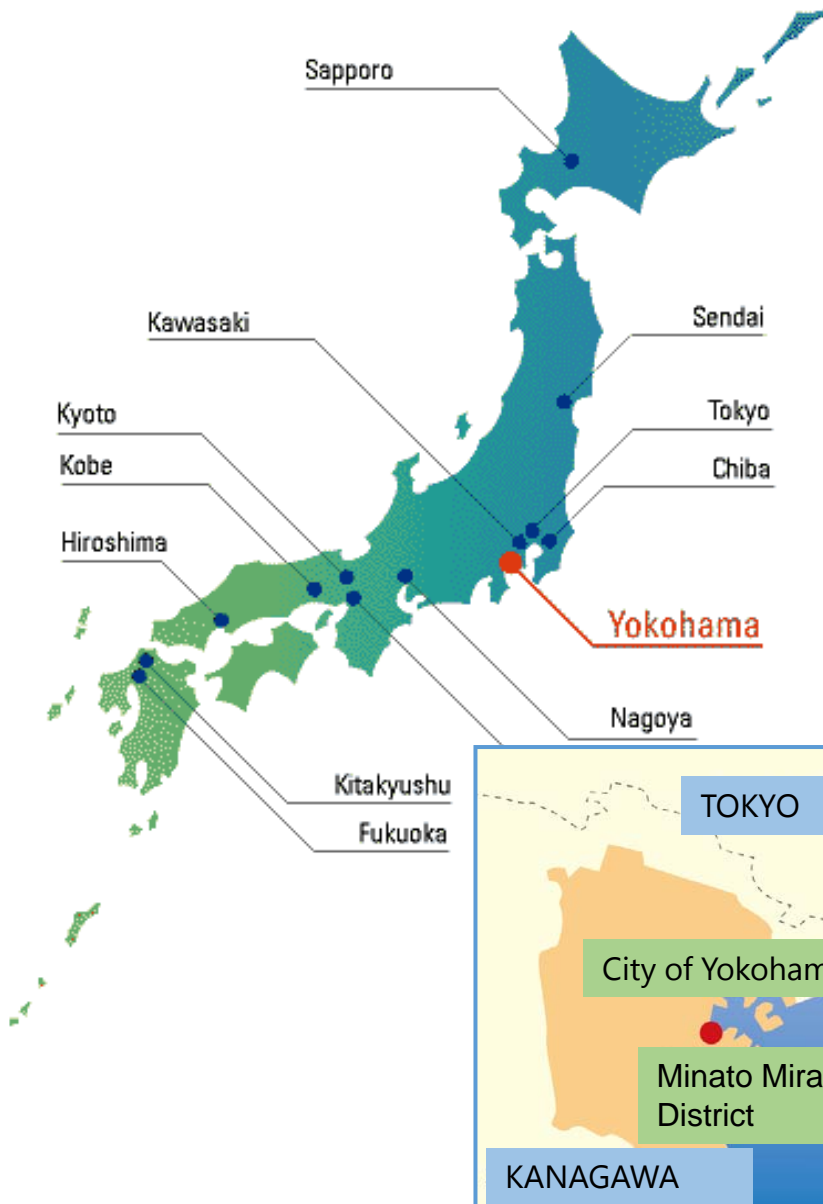 Sapporo
Kawasaki
Sendai
Kyoto
Tokyo
Kobe
Chiba
Hiroshima
Yokohama
Nagoya
Kitakyushu
Fukuoka
TOKYO
City of Yokoham
Minato Mira
District
KANAGAWA